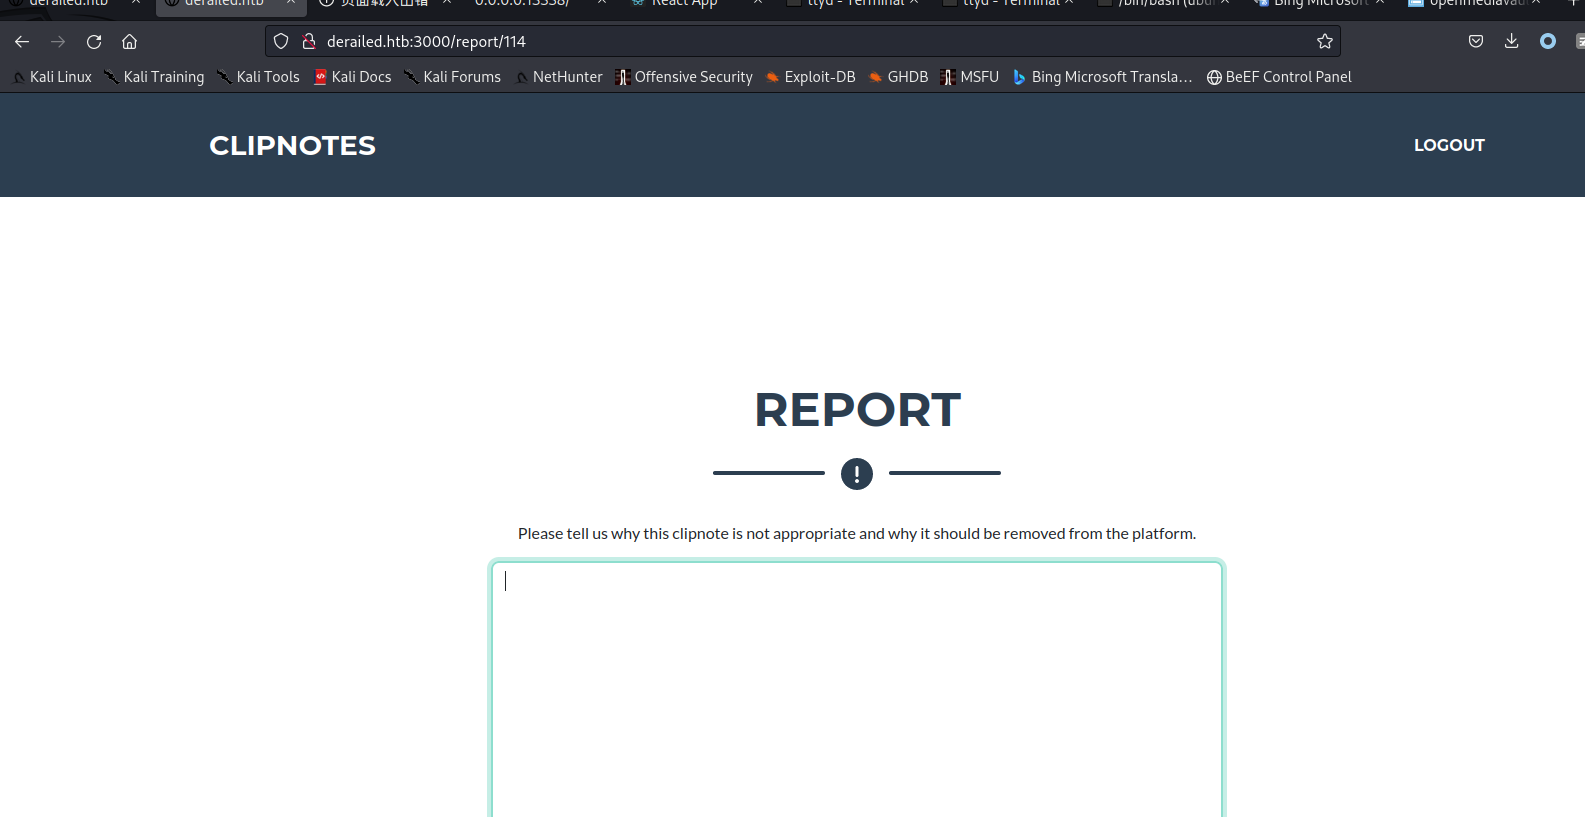 derailed.htb derailed.htb 页面载入出错 0.0.0.0:13338/ React App ttyd - Terminal ttyd - Terminal /bin/bash (ubu Bing Microsoft openmediavau
derailed.htb:3000/report/114
Kali Linux Kali Training Kali Tools Kali Docs Kali Forums NetHunter Offensive Security Exploit-DB GHDB MSFU Bing Microsoft Transla... BeEF Control Panel
CLIPNOTES LOGOUT
REPORT
Please tell us why this clipnote is not appropriate and why it should be removed from the platform.